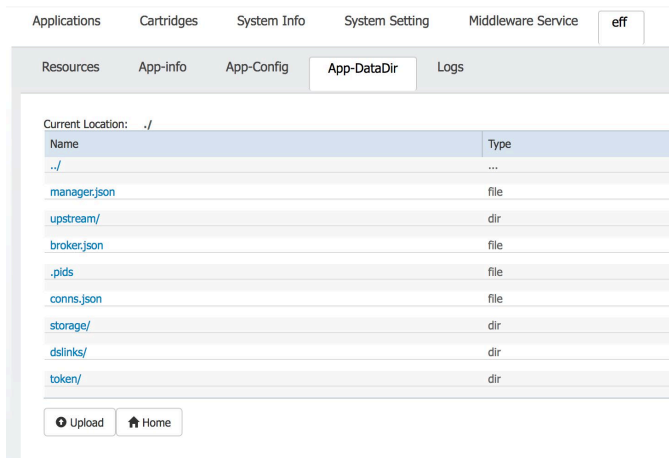 Applications Cartridges System Info System Setting Middleware Service eff
Resources App-info App-Config App-DataDir Logs
Current Location: ./
Name Type
../ ...
manager.json file
upstream/ dir
broker.json file
.pids file
conns.json file
storage/ dir
dslinks/ dir
token/ dir
Upload Home